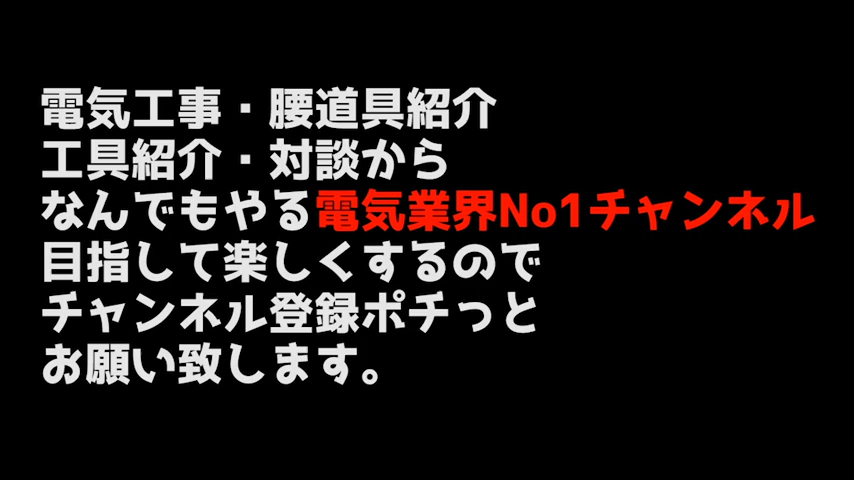 電気工事・腰道具紹介
工具紹介・対談から
なんでもやる電気業界No1チャンネル
目指して楽しくするので
チャンネル登録ポチっと
お願い致します。